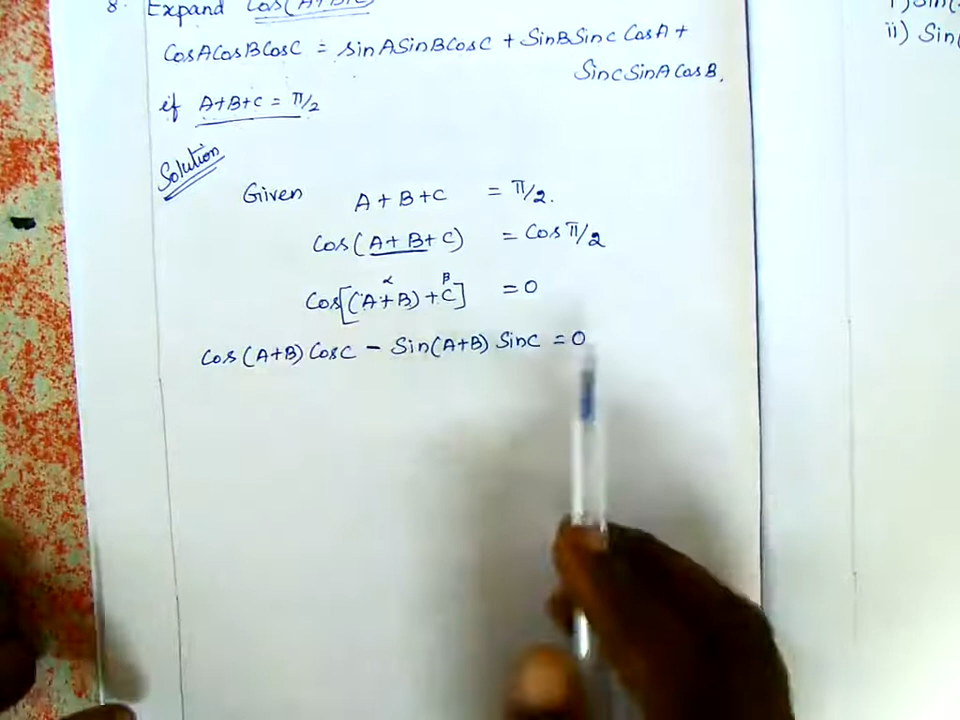 8. Expand Cos(A+B+C)
CosACosBCosC = SinASinBCosC + SinBSinC CosA +
SinCSinACosB.
if A+B+C = π/2
Solution
Given A + B + C = π/2.
Cos(A + B + C) = Cos π/2
α β
Cos[(A+B) + C] = 0
Cos(A+B) CosC - Sin(A+B) SinC = 0
ii) Sin(